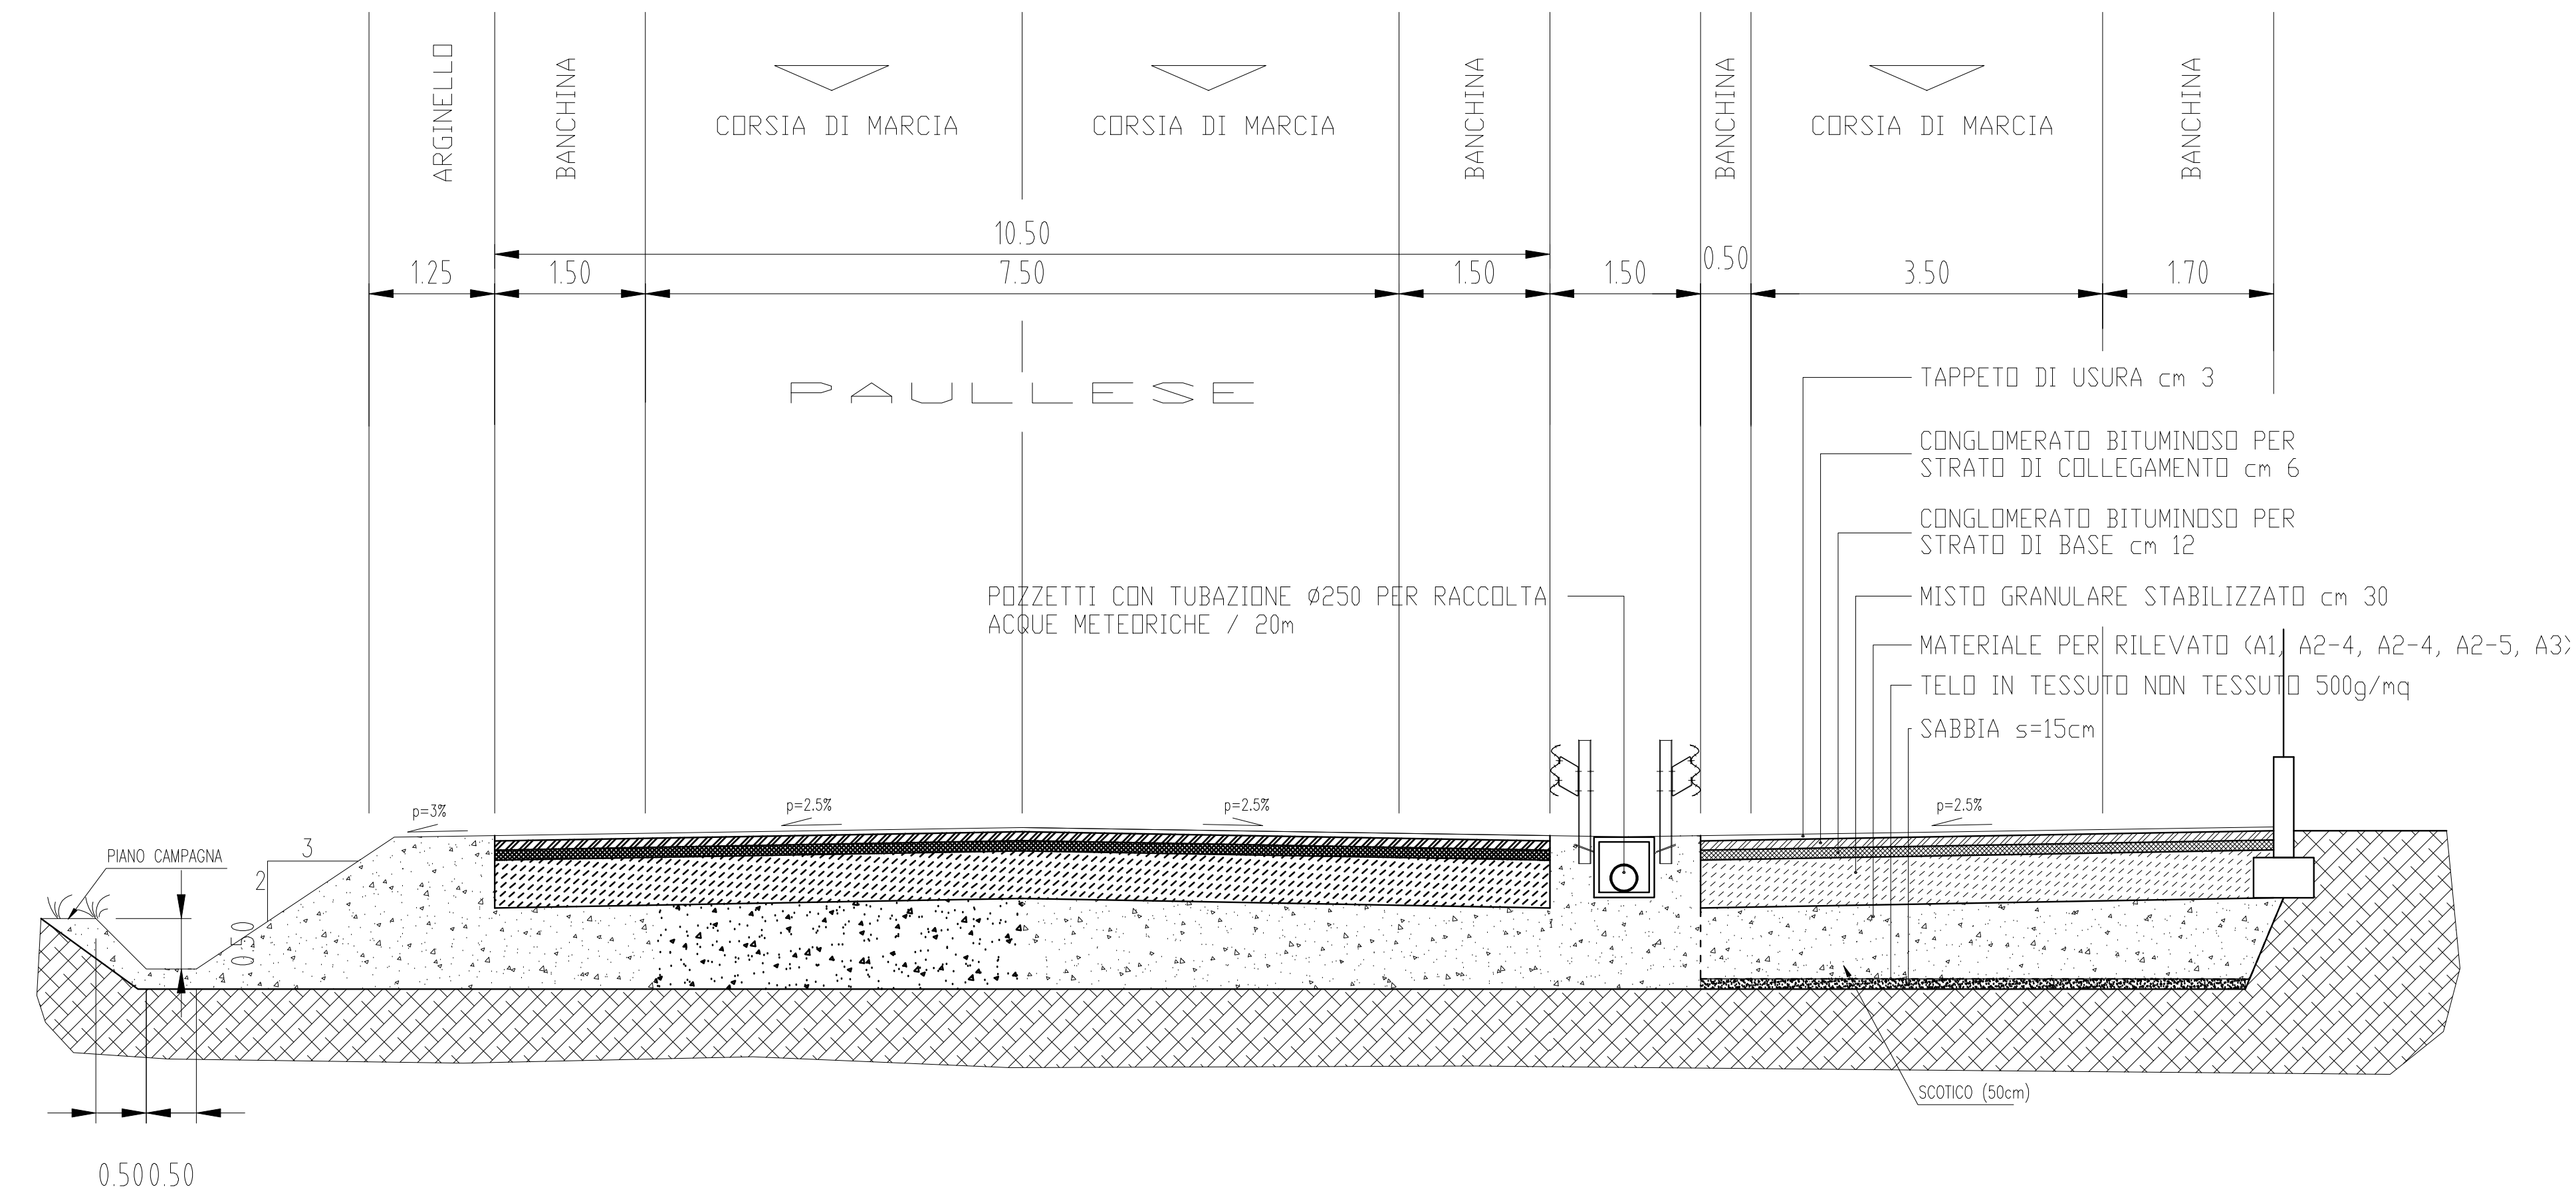 ARGINELLO
BANCHINA
CORSIA DI MARCIA
CORSIA DI MARCIA
BANCHINA
BANCHINA
CORSIA DI MARCIA
BANCHINA
10.50
1.25
1.50
7.50
1.50
1.50
0.50
3.50
1.70
PAULLESE
TAPPETO DI USURA cm 3
CONGLOMERATO BITUMINOSO PER
STRATO DI COLLEGAMENTO cm 6
CONGLOMERATO BITUMINOSO PER
STRATO DI BASE cm 12
POZZETTI CON TUBAZIONE Ø250 PER RACCOLTA
ACQUE METEORICHE / 20m
MISTO GRANULARE STABILIZZATO cm 30
MATERIALE PER RILEVATO (A1, A2-4, A2-4, A2-5, A3)
TELO IN TESSUTO NON TESSUTO 500g/mq
SABBIA s=15cm
p=3%
p=2.5%
p=2.5%
p=2.5%
PIANO CAMPAGNA
3
2
0.50
SCOTICO (50cm)
0.50
0.50